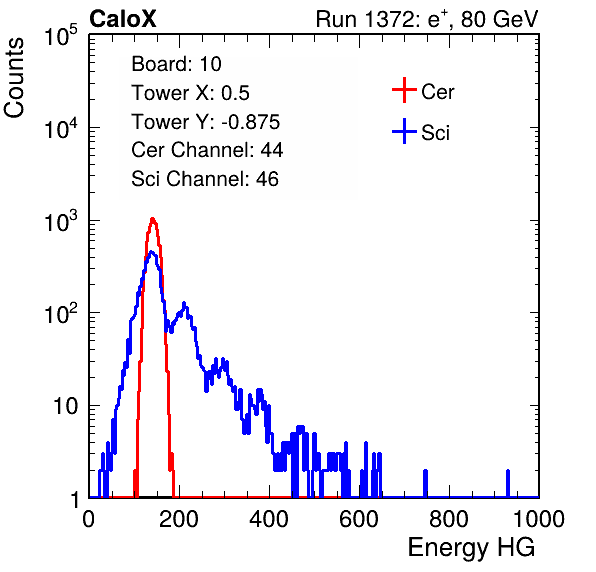 CaloX Run 1372: e⁺, 80 GeV
Counts
10⁵
10⁴
10³
10²
10
1
Board: 10
Tower X: 0.5
Tower Y: -0.875
Cer Channel: 44
Sci Channel: 46
Cer
Sci
0 200 400 600 800 1000
Energy HG